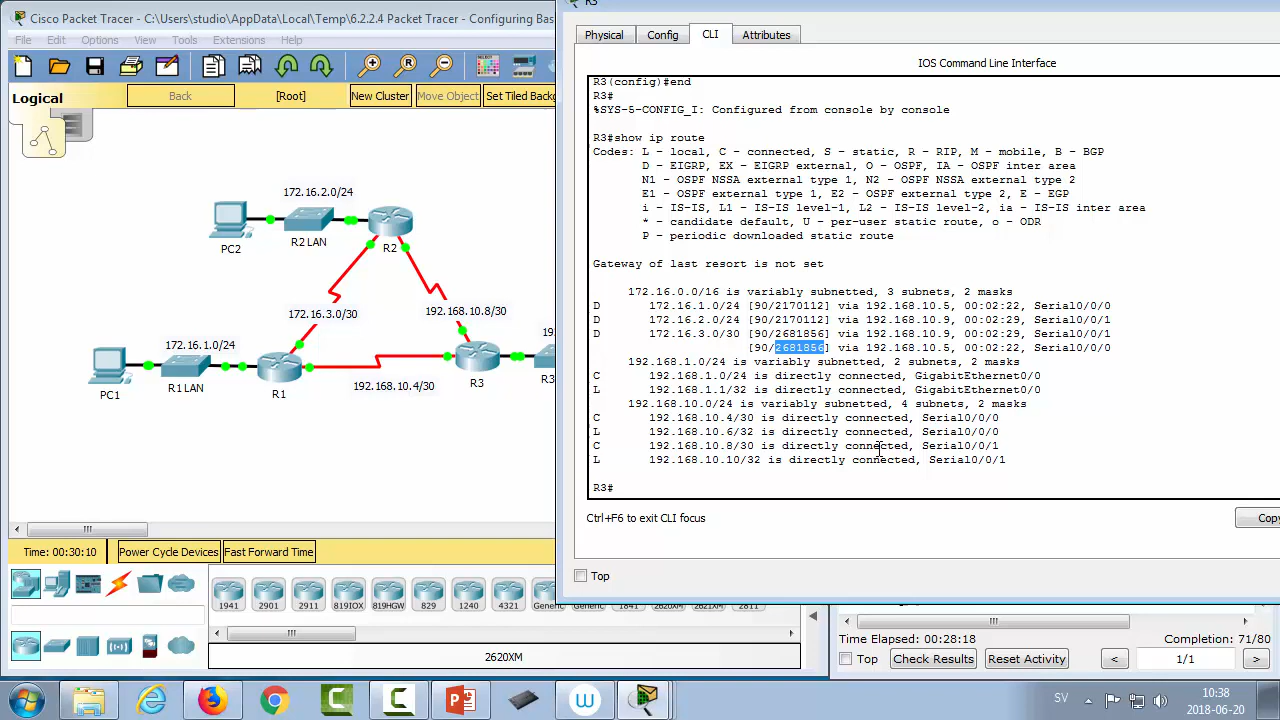 Cisco Packet Tracer - C:\Users\studio\AppData\Local\Temp\6.2.2.4 Packet Tracer - Configuring Bas
File Edit Options View Tools Extensions Help
Logical Back [Root] New Cluster Move Object Set Tiled Backg
172.16.2.0/24
PC2 R2 LAN R2
172.16.3.0/30 192.168.10.8/30
172.16.1.0/24
PC1 R1 LAN R1 192.168.10.4/30 R3 R3
19
Time: 00:30:10 Power Cycle Devices Fast Forward Time
1941 2901 2911 819IOX 819HGW 829 1240 4321 Generic Generic 1841 2620XM 2621XM 2811
2620XM
R3
Physical Config CLI Attributes
IOS Command Line Interface
R3(config)#end
R3#
%SYS-5-CONFIG_I: Configured from console by console
R3#show ip route
Codes: L - local, C - connected, S - static, R - RIP, M - mobile, B - BGP
D - EIGRP, EX - EIGRP external, O - OSPF, IA - OSPF inter area
N1 - OSPF NSSA external type 1, N2 - OSPF NSSA external type 2
E1 - OSPF external type 1, E2 - OSPF external type 2, E - EGP
i - IS-IS, L1 - IS-IS level-1, L2 - IS-IS level-2, ia - IS-IS inter area
* - candidate default, U - per-user static route, o - ODR
P - periodic downloaded static route
Gateway of last resort is not set
172.16.0.0/16 is variably subnetted, 3 subnets, 2 masks
D 172.16.1.0/24 [90/2170112] via 192.168.10.5, 00:02:22, Serial0/0/0
D 172.16.2.0/24 [90/2170112] via 192.168.10.9, 00:02:29, Serial0/0/1
D 172.16.3.0/30 [90/2681856] via 192.168.10.9, 00:02:29, Serial0/0/1
[90/2681856] via 192.168.10.5, 00:02:22, Serial0/0/0
192.168.1.0/24 is variably subnetted, 2 subnets, 2 masks
C 192.168.1.0/24 is directly connected, GigabitEthernet0/0
L 192.168.1.1/32 is directly connected, GigabitEthernet0/0
192.168.10.0/24 is variably subnetted, 4 subnets, 2 masks
C 192.168.10.4/30 is directly connected, Serial0/0/0
L 192.168.10.6/32 is directly connected, Serial0/0/0
C 192.168.10.8/30 is directly connected, Serial0/0/1
L 192.168.10.10/32 is directly connected, Serial0/0/1
R3#
Ctrl+F6 to exit CLI focus Copy
Top
Time Elapsed: 00:28:18 Completion: 71/80
Top Check Results Reset Activity < 1/1 >
SV 10:38
2018-06-20